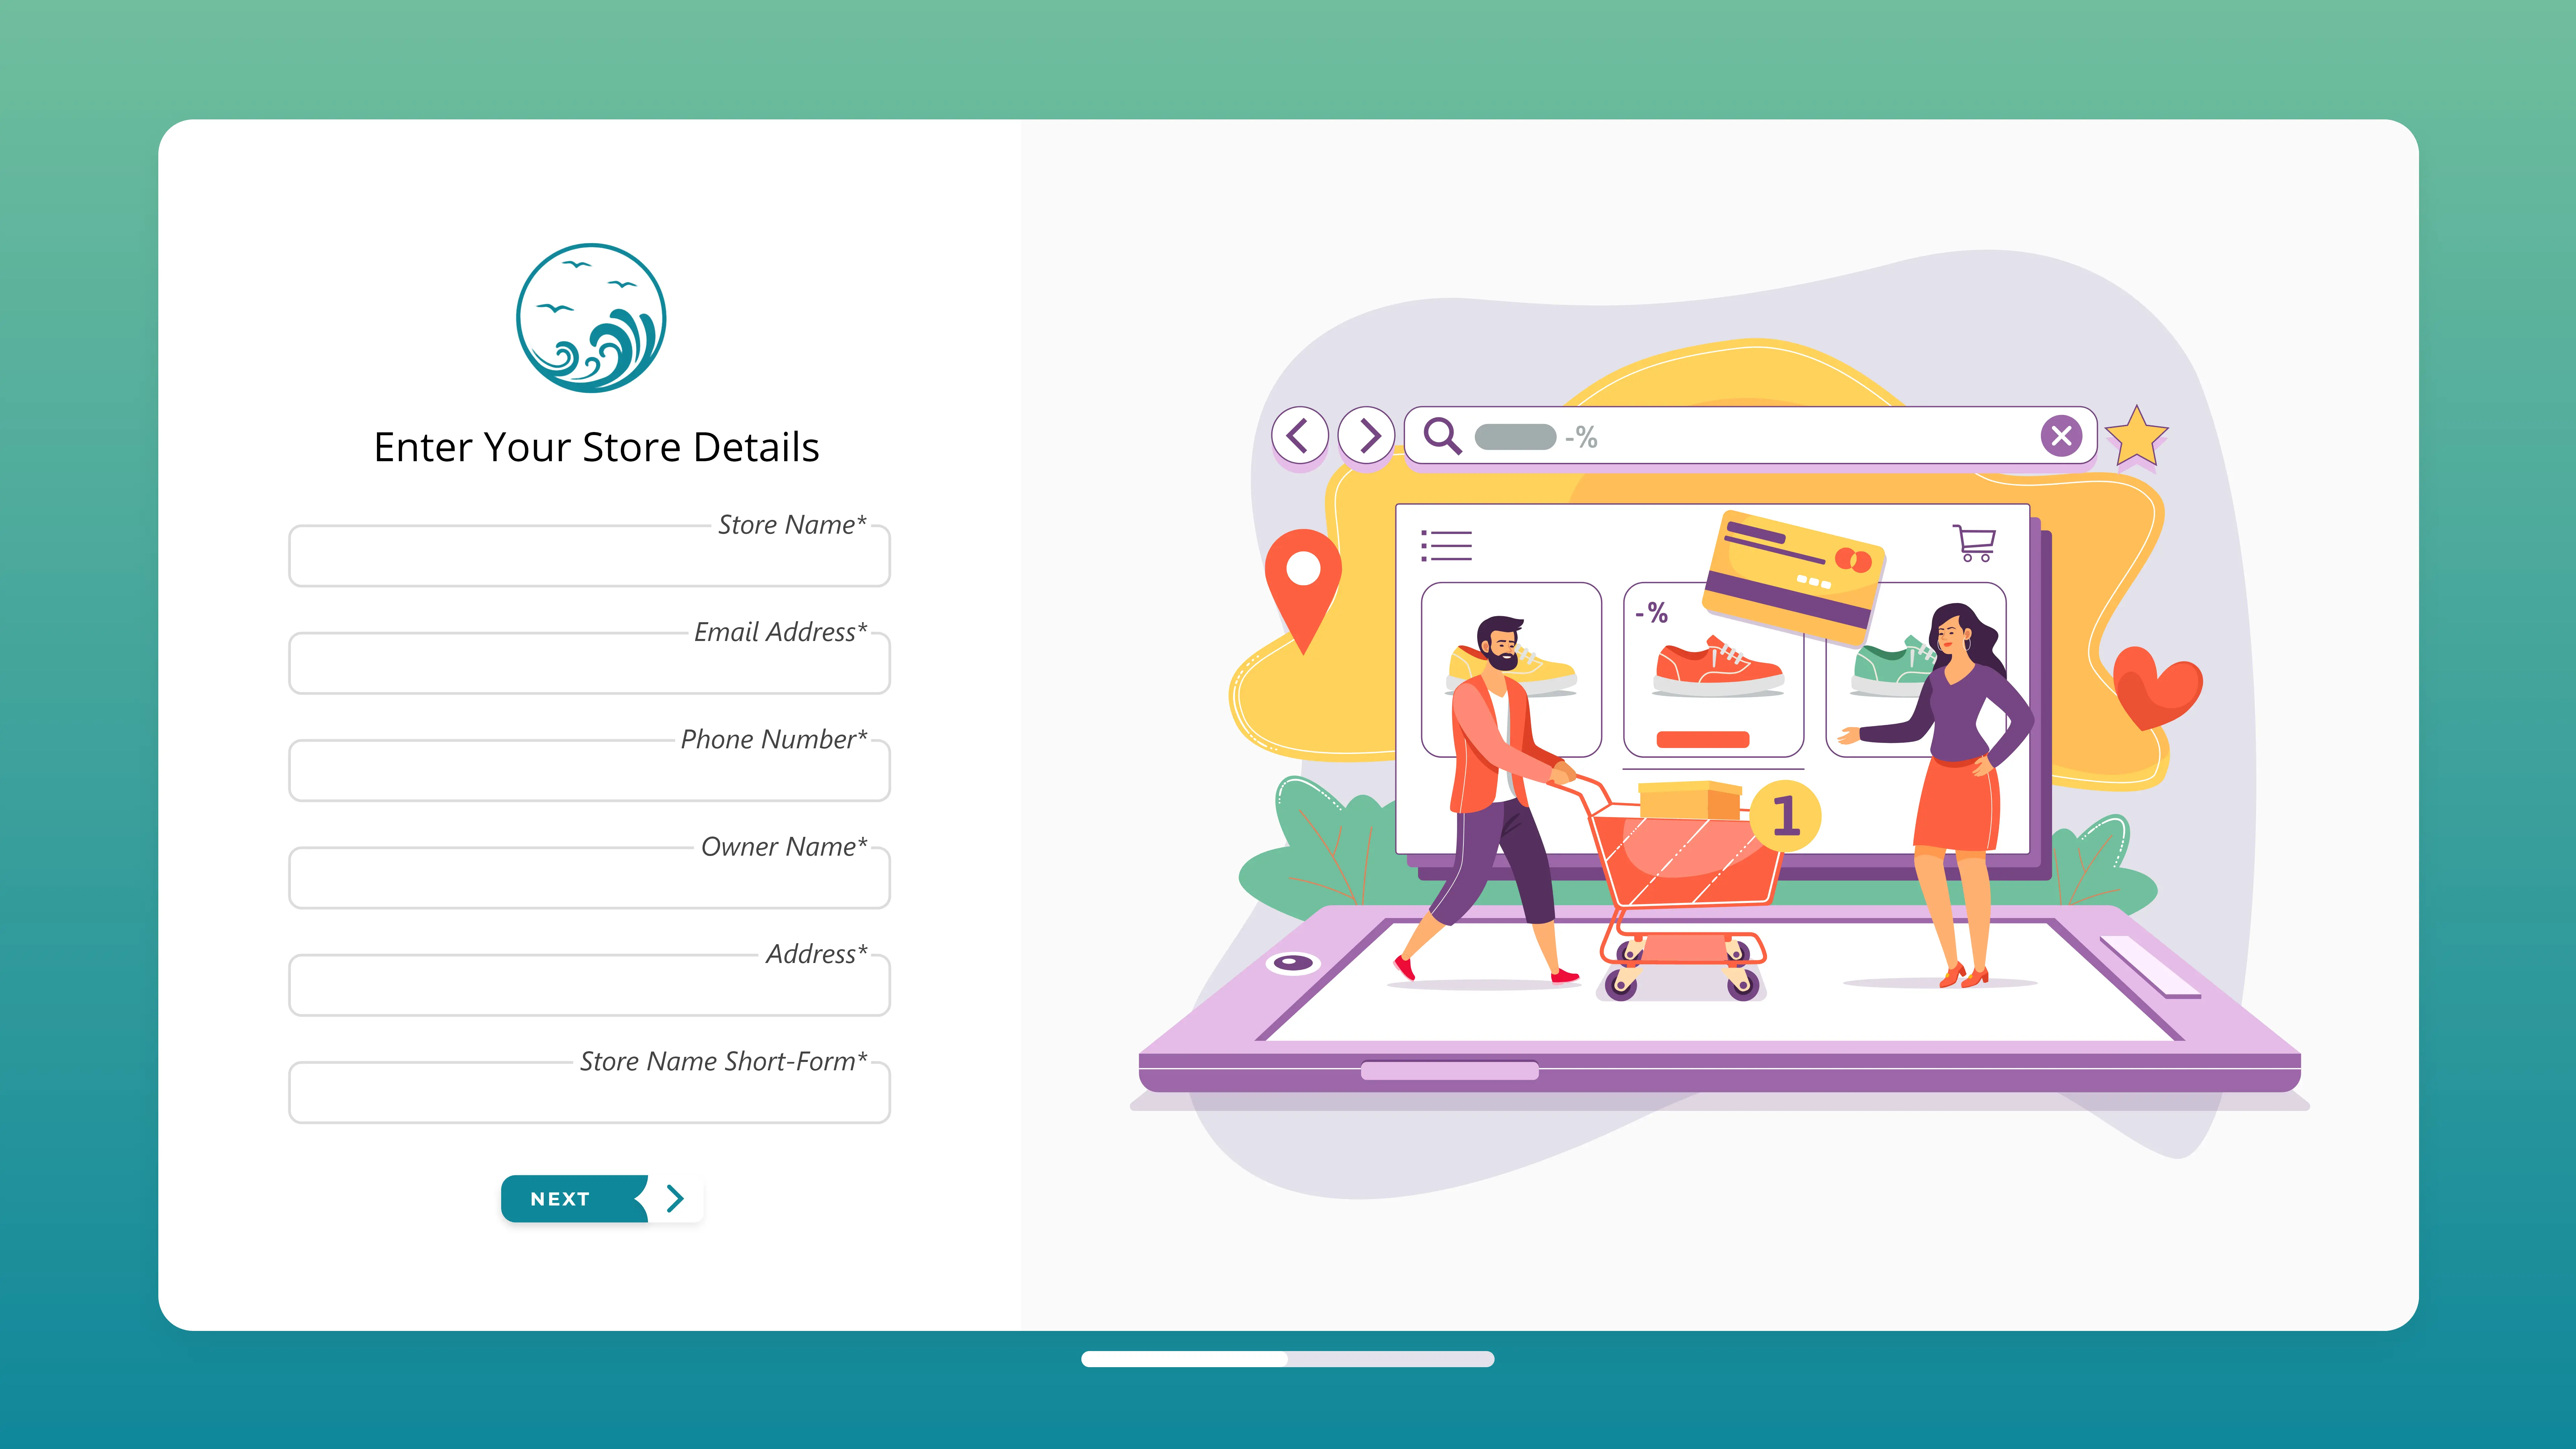 Enter Your Store Details
Store Name*
Email Address*
Phone Number*
Owner Name*
Address*
Store Name Short-Form*
NEXT
-%
-%
1